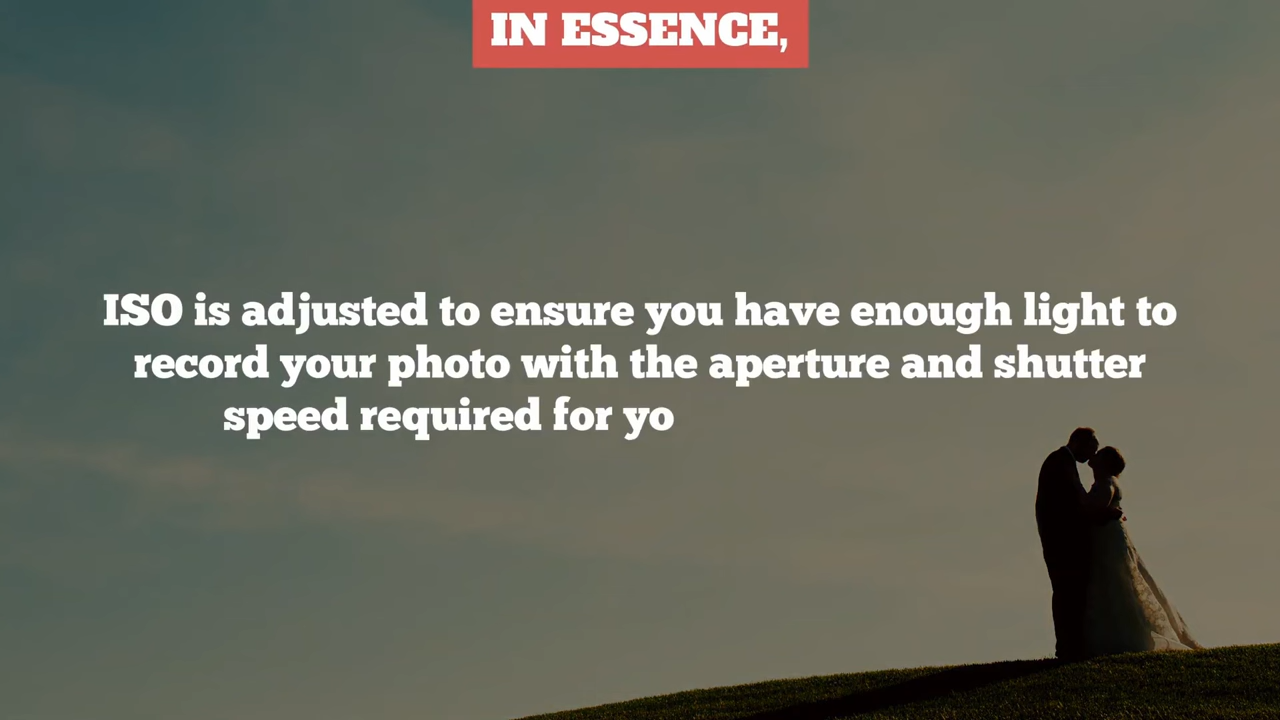 IN ESSENCE,
ISO is adjusted to ensure you have enough light to
record your photo with the aperture and shutter
speed required for yo